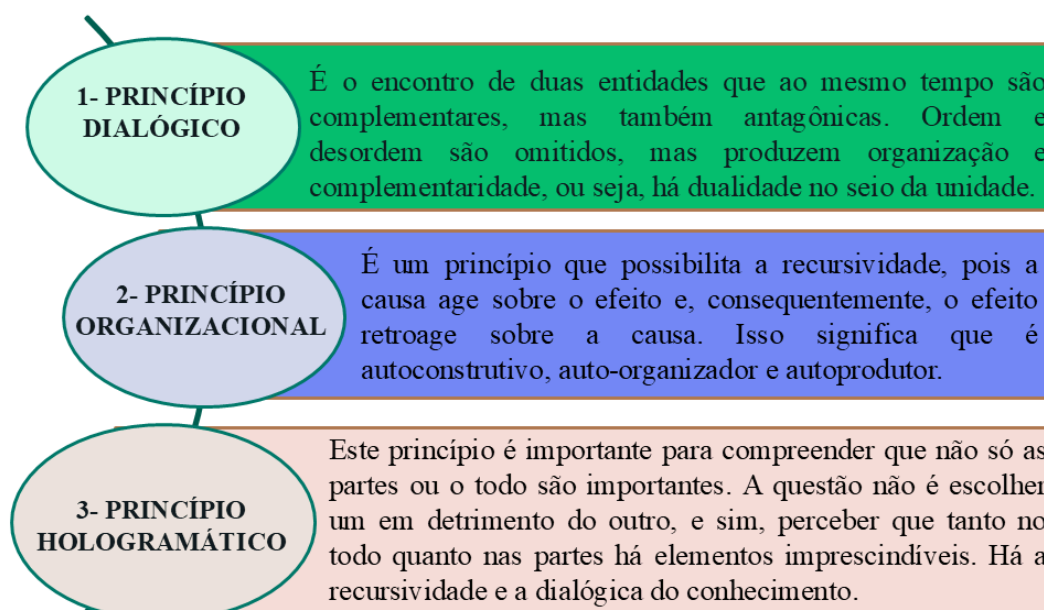 1- PRINCÍPIO
DIALÓGICO
É o encontro de duas entidades que ao mesmo tempo são
complementares, mas também antagônicas. Ordem e
desordem são omitidos, mas produzem organização e
complementaridade, ou seja, há dualidade no seio da unidade.
2- PRINCÍPIO
ORGANIZACIONAL
É um princípio que possibilita a recursividade, pois a
causa age sobre o efeito e, consequentemente, o efeito
retroage sobre a causa. Isso significa que é
autoconstrutivo, auto-organizador e autoprodutor.
3- PRINCÍPIO
HOLOGRAMÁTICO
Este princípio é importante para compreender que não só as
partes ou o todo são importantes. A questão não é escolher
um em detrimento do outro, e sim, perceber que tanto no
todo quanto nas partes há elementos imprescindíveis. Há a
recursividade e a dialógica do conhecimento.